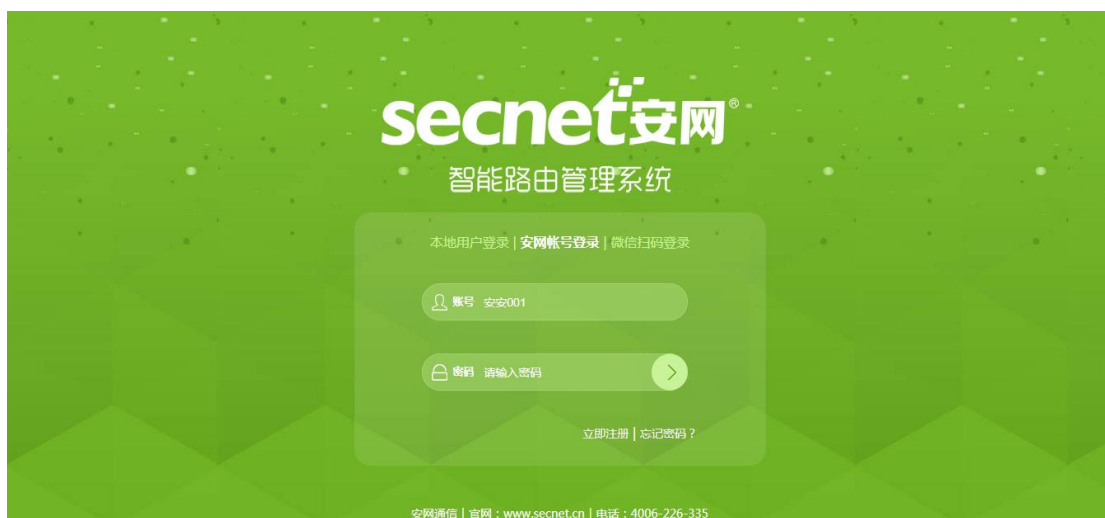 secnet安网®
智能路由管理系统
本地用户登录 | 安网帐号登录 | 微信扫码登录
账号 安安001
密码 请输入密码
立即注册 | 忘记密码？
安网通信 | 官网：www.secnet.cn | 电话：4006-226-335